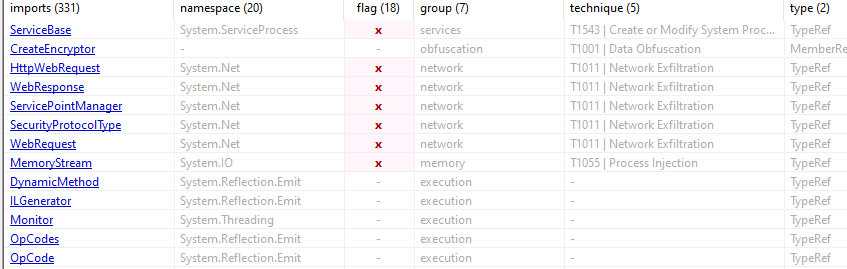 imports (331) namespace (20) flag (18) group (7) technique (5) type (2)
ServiceBase System.ServiceProcess x services T1543 | Create or Modify System Proc... TypeRef
CreateEncryptor - - obfuscation T1001 | Data Obfuscation MemberRe
HttpWebRequest System.Net x network T1011 | Network Exfiltration TypeRef
WebResponse System.Net x network T1011 | Network Exfiltration TypeRef
ServicePointManager System.Net x network T1011 | Network Exfiltration TypeRef
SecurityProtocolType System.Net x network T1011 | Network Exfiltration TypeRef
WebRequest System.Net x network T1011 | Network Exfiltration TypeRef
MemoryStream System.IO x memory T1055 | Process Injection TypeRef
DynamicMethod System.Reflection.Emit - execution - TypeRef
ILGenerator System.Reflection.Emit - execution - TypeRef
Monitor System.Threading - execution - TypeRef
OpCodes System.Reflection.Emit - execution - TypeRef
OpCode System.Reflection.Emit - execution - TypeRef